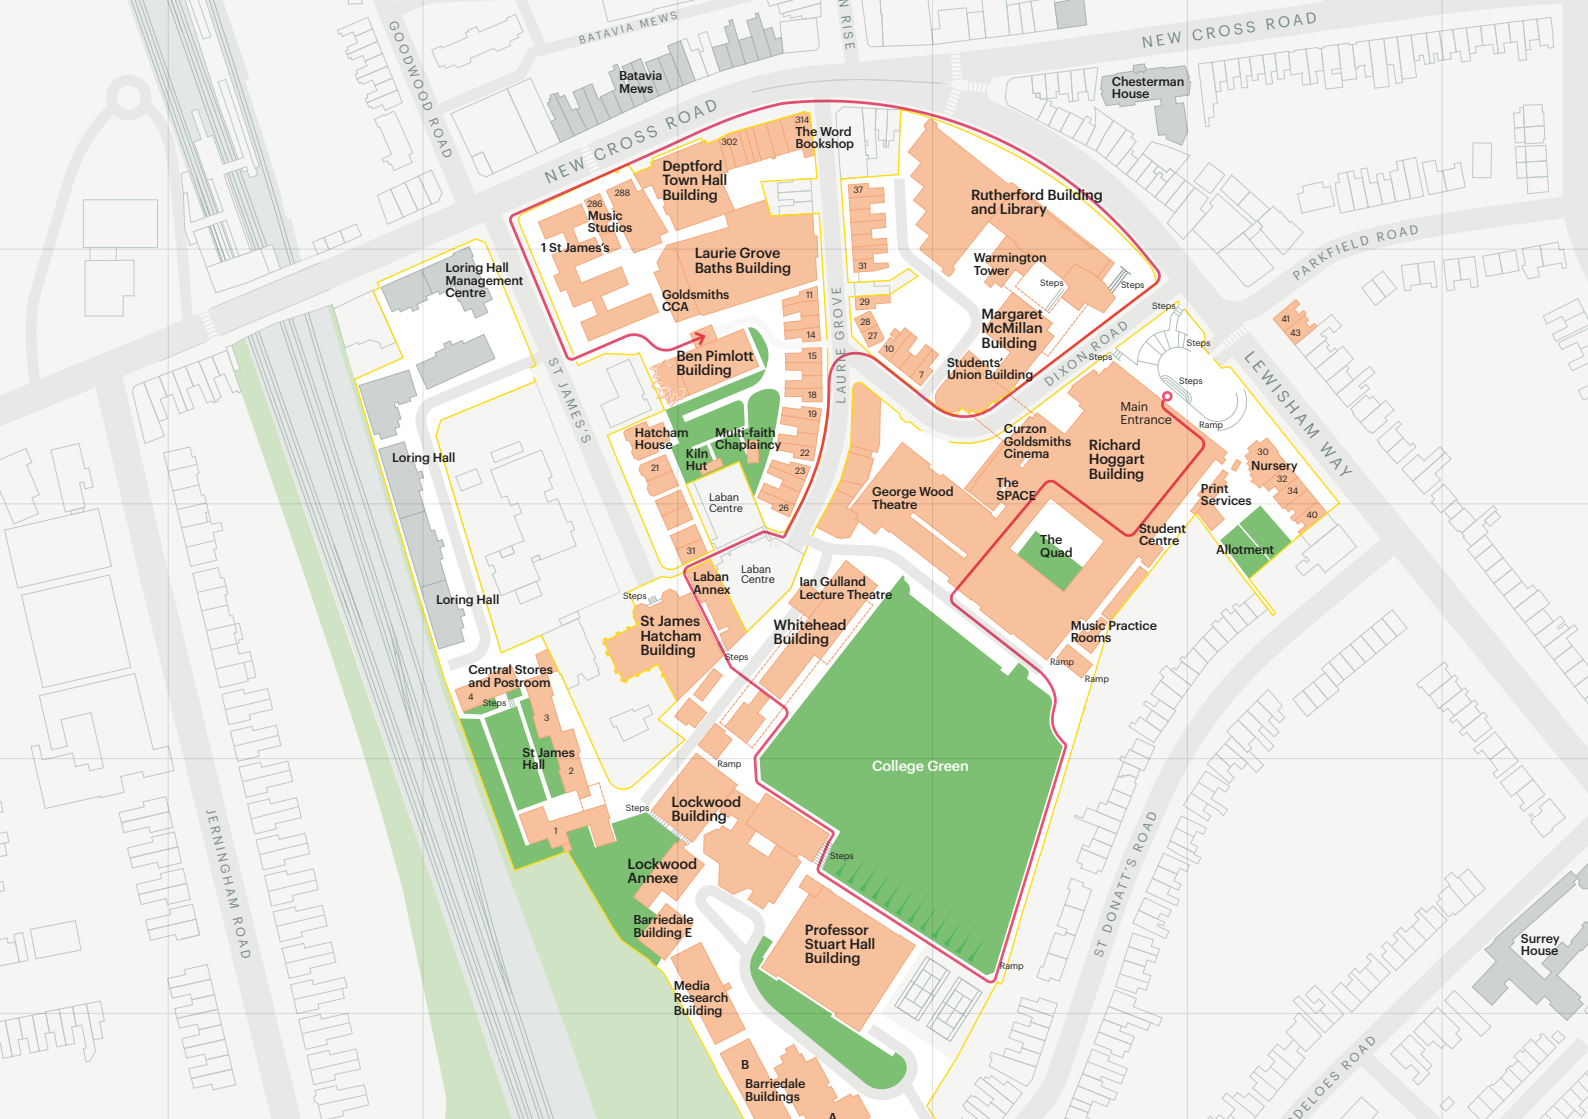 GOODWOOD ROAD
BATAVIA MEWS
N RISE
NEW CROSS ROAD
Batavia
Mews
Chesterman
House
NEW CROSS ROAD
314
The Word
Bookshop
302
Deptford
Town Hall
Building
288
286
Music
Studios
1 St James's
37
Rutherford Building
and Library
PARKFIELD ROAD
Laurie Grove
Baths Building
31
Warmington
Tower
Steps
Steps
Loring Hall
Management
Centre
Goldsmiths
CCA
11
29
Steps
LAURIE GROVE
Margaret
McMillan
Building
28
27
14
41
43
Steps
DIXON ROAD
Steps
Ben Pimlott
Building
15
10
7
Students'
Union Building
LEWISHAM WAY
ST JAMES'S
18
Steps
Main
Entrance
Ramp
19
Hatcham
House
Multi-faith
Chaplaincy
Curzon
Goldsmiths
Cinema
Richard
Hoggart
Building
Kiln
Hut
22
Loring Hall
21
23
30
Nursery
32
34
40
The
SPACE
George Wood
Theatre
Print
Services
Laban
Centre
26
Student
Centre
31
The
Quad
Allotment
Laban
Annex
Laban
Centre
Ian Gulland
Lecture Theatre
Loring Hall
Steps
St James
Hatcham
Building
Whitehead
Building
Music Practice
Rooms
Steps
Ramp
Ramp
Central Stores
and Postroom
4
Steps
3
St James
Hall
2
Ramp
College Green
Lockwood
Building
Steps
1
JERNINGHAM ROAD
ST DONATT'S ROAD
Steps
Lockwood
Annexe
Barriedale
Building E
Professor
Stuart Hall
Building
Surrey
House
Ramp
Media
Research
Building
B
Barriedale
Buildings
A
DELOES ROAD